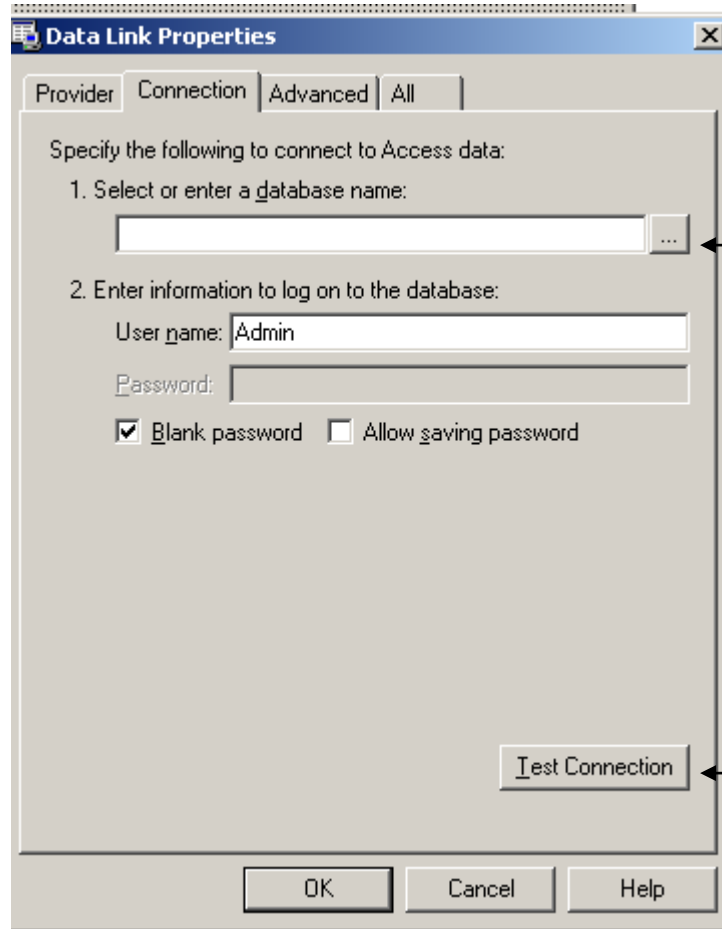 Data Link Properties
Provider Connection Advanced All
Specify the following to connect to Access data:
1. Select or enter a database name:
...
2. Enter information to log on to the database:
User name: Admin
Password:
Blank password Allow saving password
Test Connection
OK Cancel Help